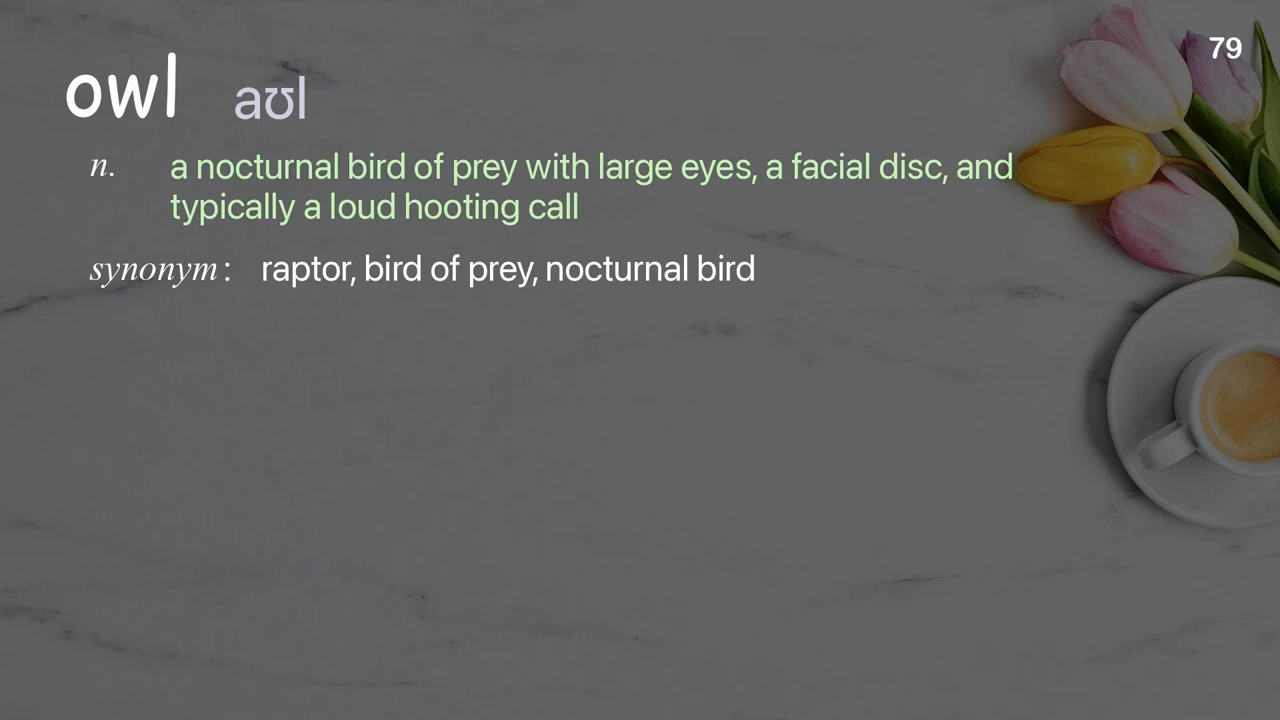 79
owl aʊl
n. a nocturnal bird of prey with large eyes, a facial disc, and
typically a loud hooting call
synonym: raptor, bird of prey, nocturnal bird